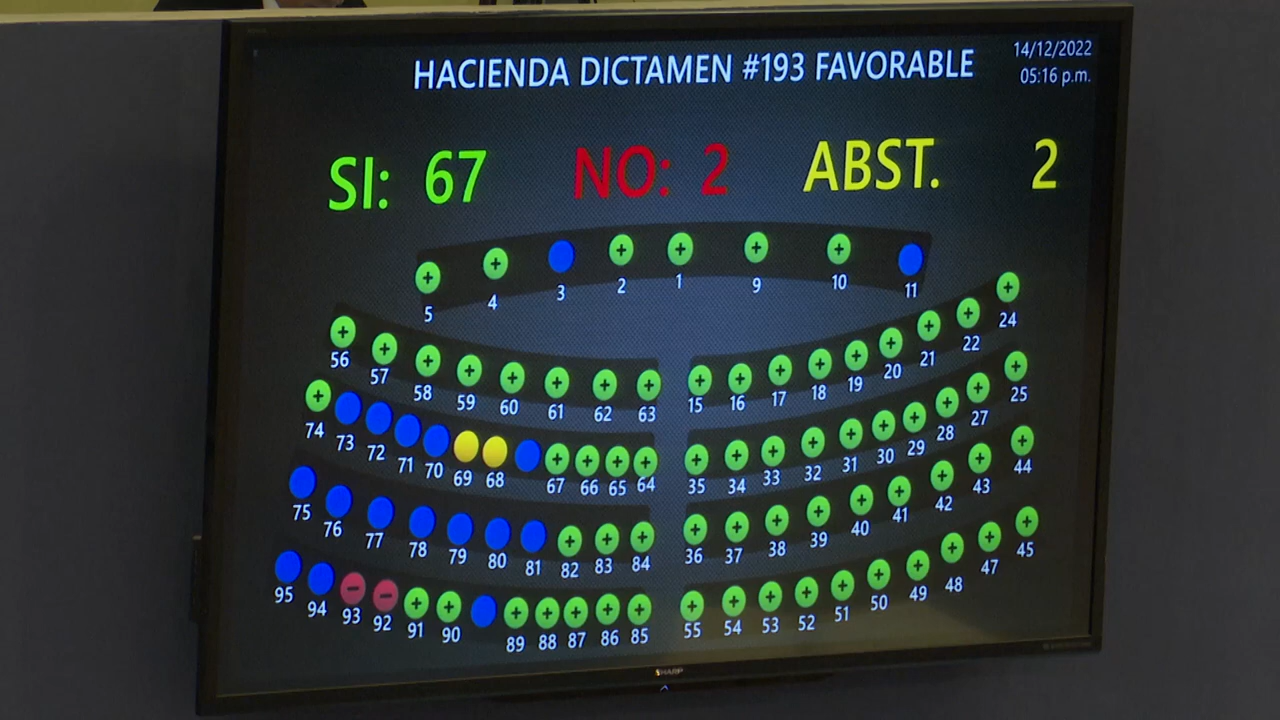 HACIENDA DICTAMEN #193 FAVORABLE
14/12/2022
05:16 p.m.
SI: 67 NO: 2 ABST. 2
5 4 3 2 1 9 10 11
56 57 58 59 60 61 62 63 15 16 17 18 19 20 21 22 24
74 73 72 71 70 69 68 67 66 65 64 35 34 33 32 31 30 29 28 27 25
75 76 77 78 79 80 81 82 83 84 36 37 38 39 40 41 42 43 44
95 94 93 92 91 90 89 88 87 86 85 55 54 53 52 51 50 49 48 47 45
SHARP